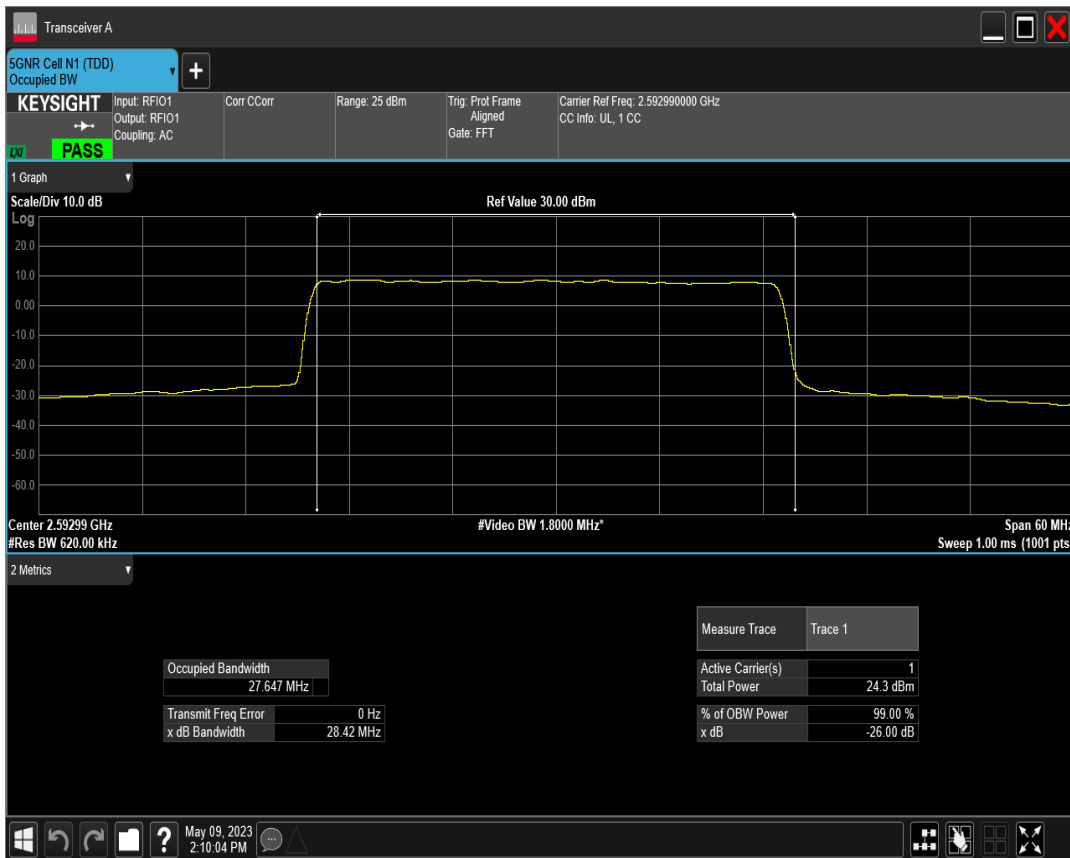 Transceiver A
5GNR Cell N1 (TDD)
Occupied BW
+
KEYSIGHT
LXI
PASS
Input: RFIO1
Output: RFIO1
Coupling: AC
Corr CCorr
Range: 25 dBm
Trig: Prot Frame
Aligned
Gate: FFT
Carrier Ref Freq: 2.592990000 GHz
CC Info: UL, 1 CC
1 Graph
Scale/Div 10.0 dB
Ref Value 30.00 dBm
Log
20.0
10.0
0.00
-10.0
-20.0
-30.0
-40.0
-50.0
-60.0
Center 2.59299 GHz
#Video BW 1.8000 MHz*
Span 60 MHz
#Res BW 620.00 kHz
Sweep 1.00 ms (1001 pts
2 Metrics
Measure Trace Trace 1
Occupied Bandwidth
27.647 MHz
Active Carrier(s) 1
Total Power 24.3 dBm
Transmit Freq Error 0 Hz
x dB Bandwidth 28.42 MHz
% of OBW Power 99.00 %
x dB -26.00 dB
?
May 09, 2023
2:10:04 PM